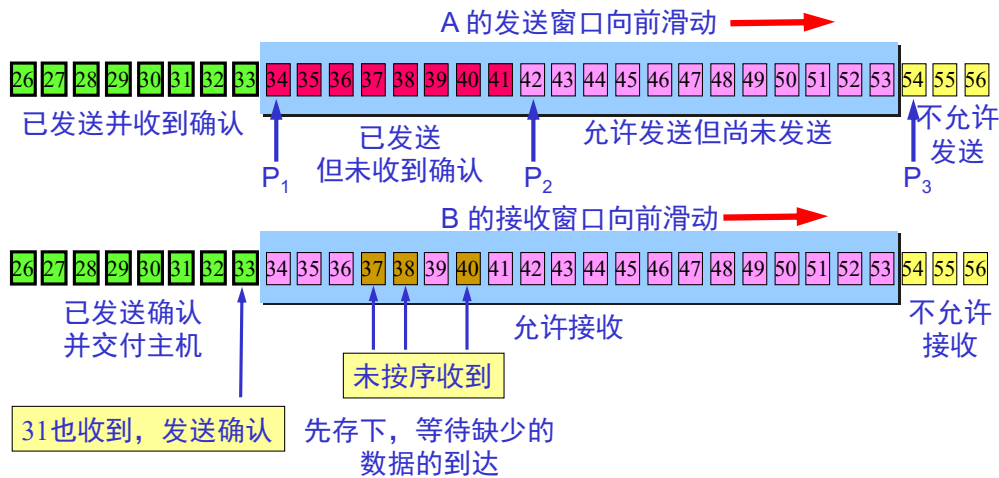 A 的发送窗口向前滑动
26 27 28 29 30 31 32 33 34 35 36 37 38 39 40 41 42 43 44 45 46 47 48 49 50 51 52 53 54 55 56
已发送并收到确认
已发送
但未收到确认
允许发送但尚未发送
不允许
发送
P1
P2
P3
B 的接收窗口向前滑动
26 27 28 29 30 31 32 33 34 35 36 37 38 39 40 41 42 43 44 45 46 47 48 49 50 51 52 53 54 55 56
已发送确认
并交付主机
允许接收
不允许
接收
未按序收到
31也收到，发送确认
先存下，等待缺少的
数据的到达